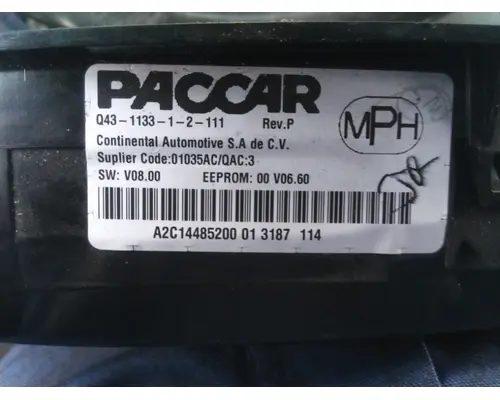 PACCAR
Q43-1133-1-2-111 Rev.P
MPH
Continental Automotive S.A de C.V.
Suplier Code:01035AC/QAC:3
SW: V08.00 EEPROM: 00 V06.60
A2C14485200 01 3187 114